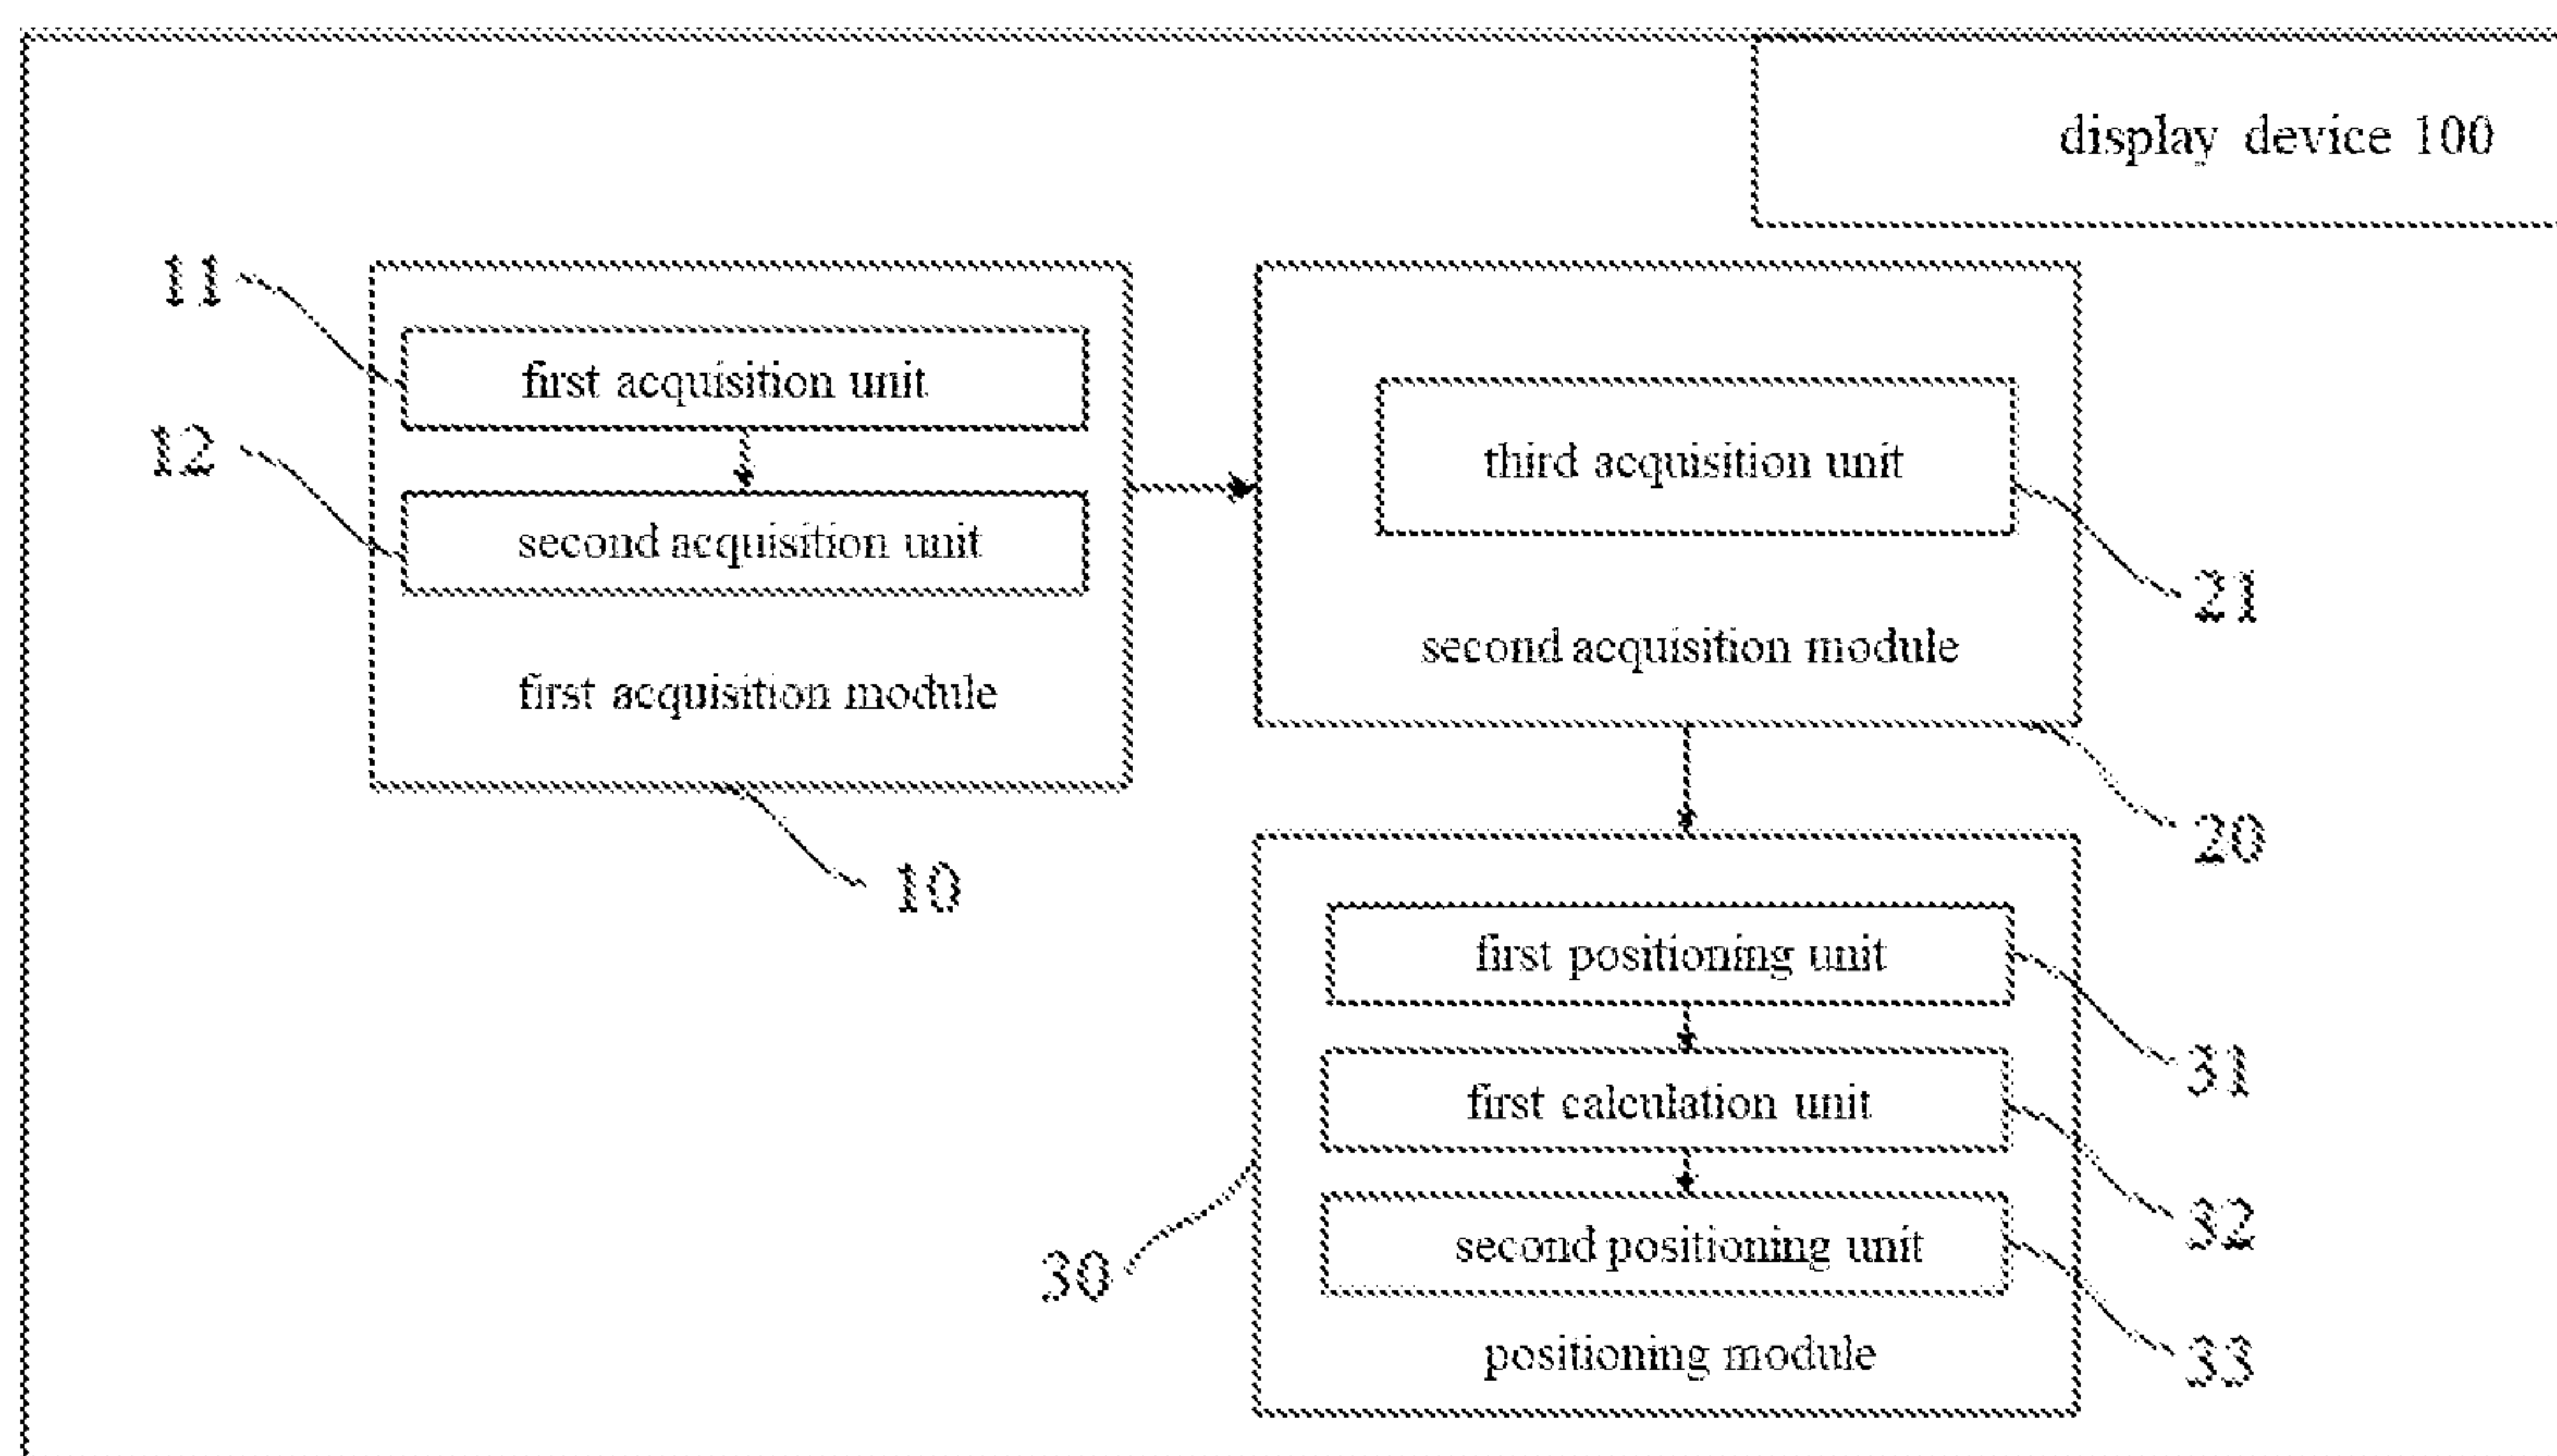 display device 100
11
first acquisition unit
12
second acquisition unit
first acquisition module
10
third acquisition unit
21
second acquisition module
20
first positioning unit
31
first calculation unit
32
second positioning unit
33
30
positioning module